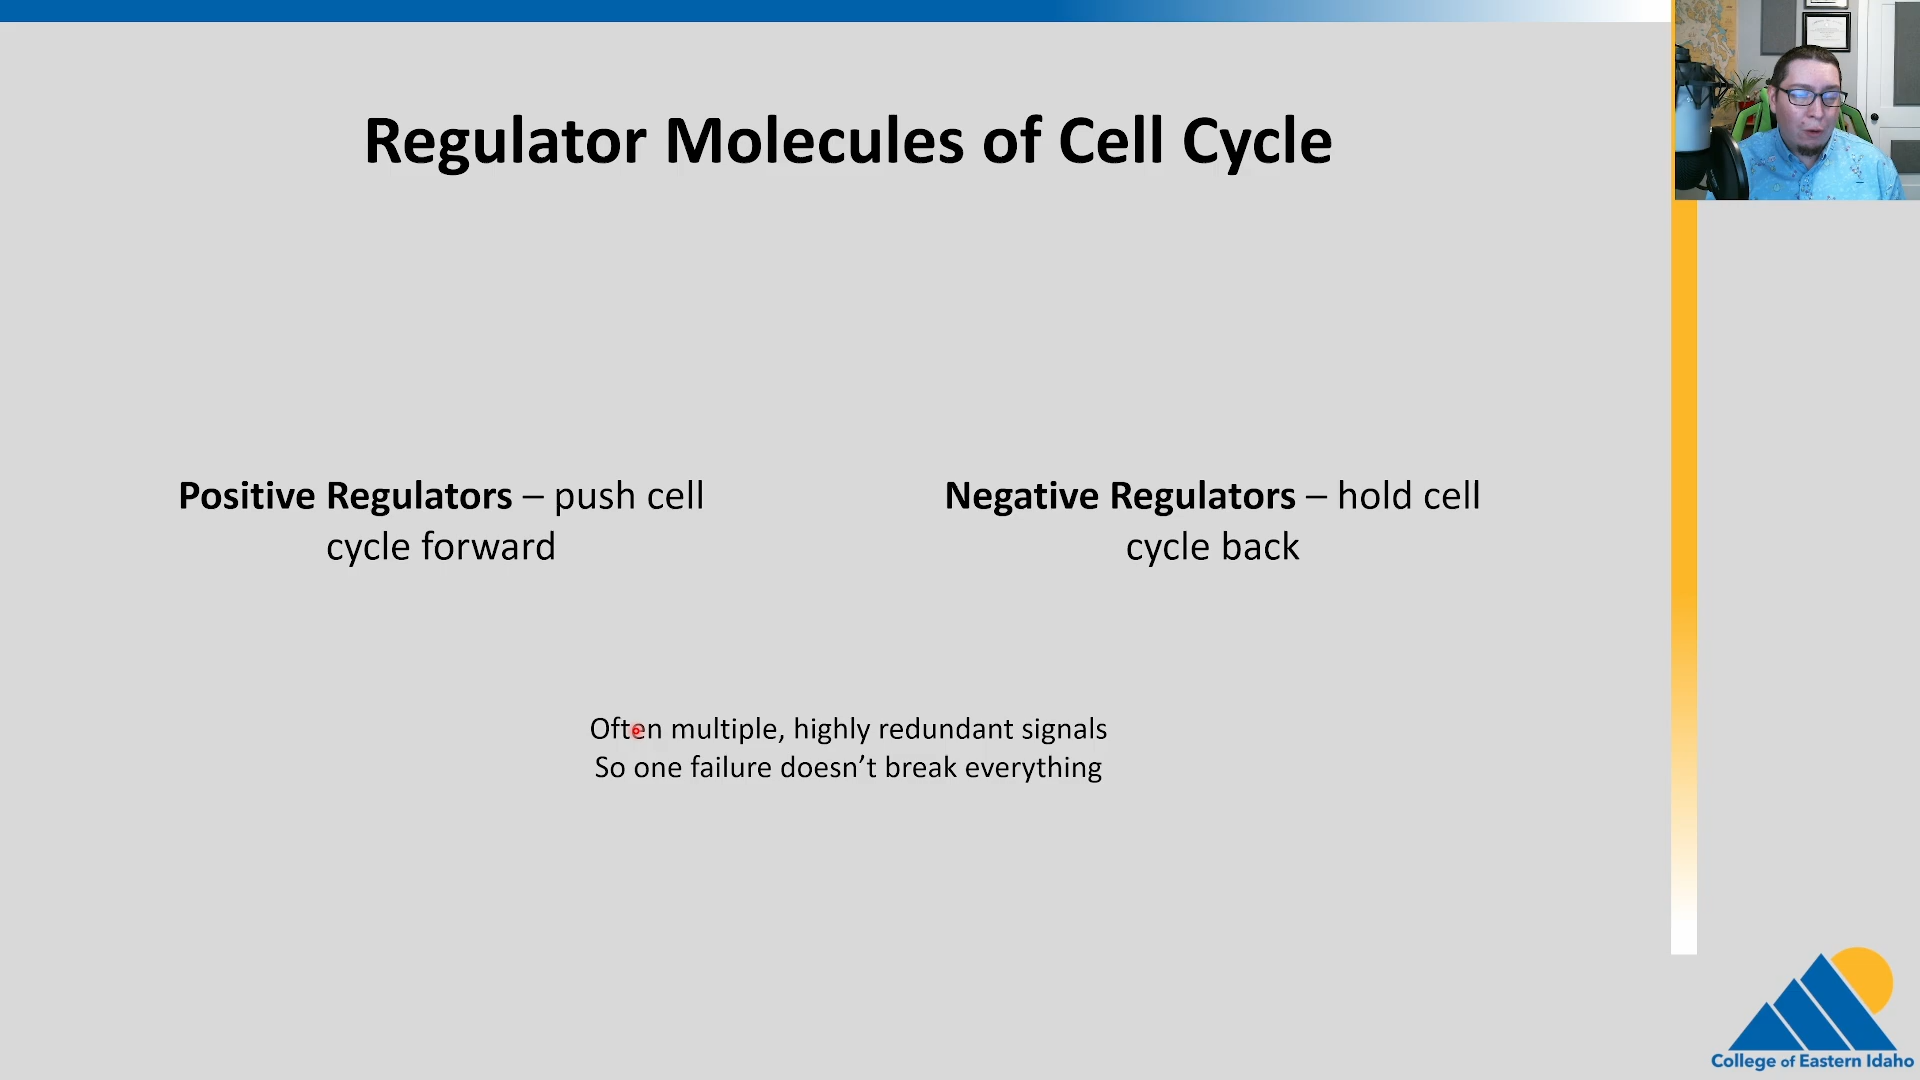 Regulator Molecules of Cell Cycle
Positive Regulators – push cell
cycle forward
Negative Regulators – hold cell
cycle back
Often multiple, highly redundant signals
So one failure doesn’t break everything
College of Eastern Idaho